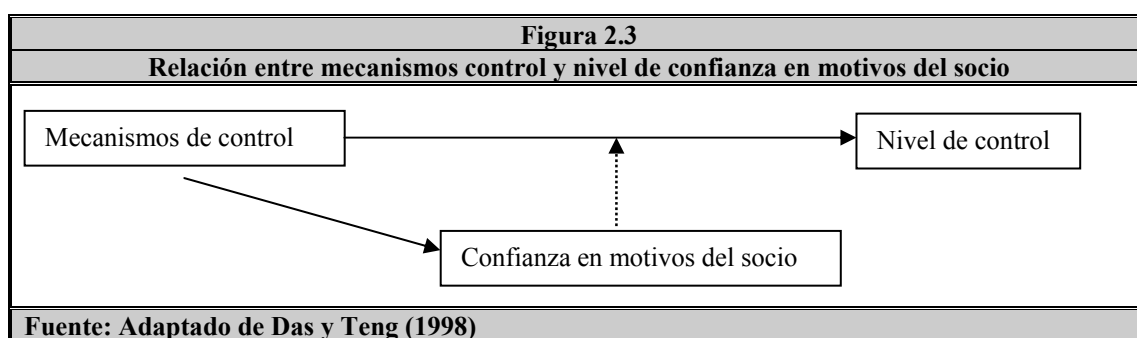 Figura 2.3
Relación entre mecanismos control y nivel de confianza en motivos del socio
Mecanismos de control
Nivel de control
Confianza en motivos del socio
Fuente: Adaptado de Das y Teng (1998)